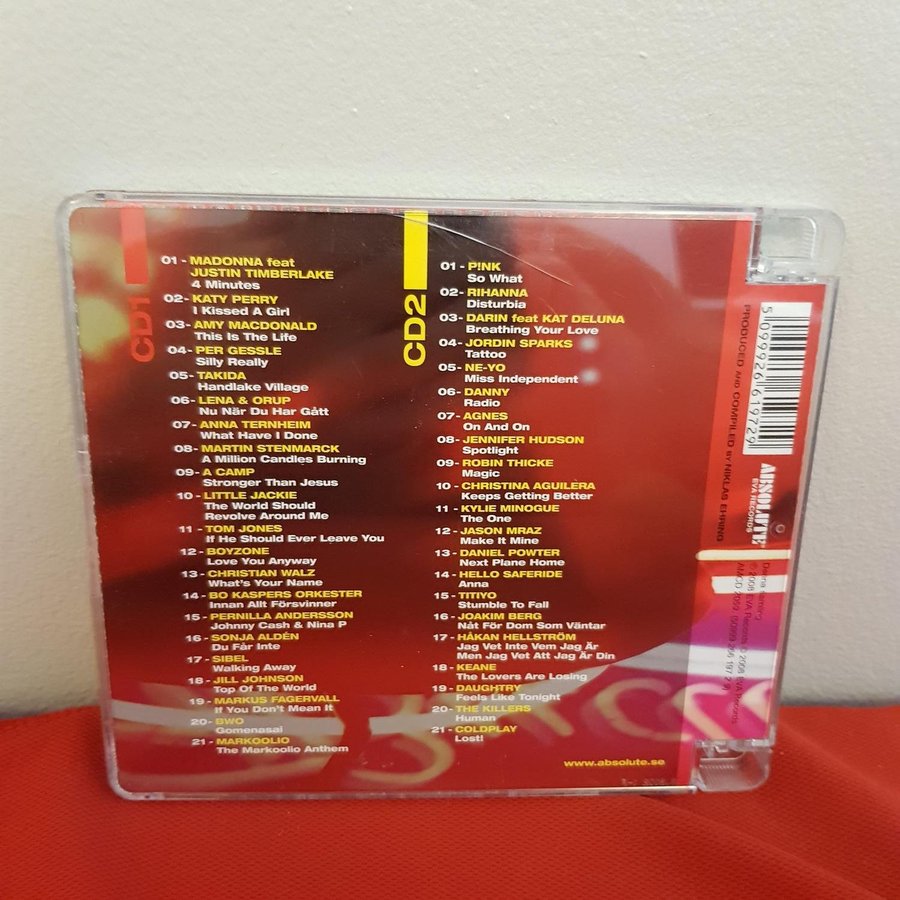 CD1
01 - MADONNA feat
JUSTIN TIMBERLAKE
4 Minutes
02 - KATY PERRY
I Kissed A Girl
03 - AMY MACDONALD
This Is The Life
04 - PER GESSLE
Silly Really
05 - TAKIDA
Handlake Village
06 - LENA & ORUP
Nu När Du Har Gått
07 - ANNA TERNHEIM
What Have I Done
08 - MARTIN STENMARCK
A Million Candles Burning
09 - A CAMP
Stronger Than Jesus
10 - LITTLE JACKIE
The World Should
Revolve Around Me
11 - TOM JONES
If He Should Ever Leave You
12 - BOYZONE
Love You Anyway
13 - CHRISTIAN WALZ
What's Your Name
14 - BO KASPERS ORKESTER
Innan Allt Försvinner
15 - PERNILLA ANDERSSON
Johnny Cash & Nina P
16 - SONJA ALDÉN
Du Får Inte
17 - SIBEL
Walking Away
18 - JILL JOHNSON
Top Of The World
19 - MARKUS FAGERVALL
If You Don't Mean It
20 - BWO
Gomenasai
21 - MARKOOLIO
The Markoolio Anthem
CD2
01 - P!NK
So What
02 - RIHANNA
Disturbia
03 - DARIN feat KAT DELUNA
Breathing Your Love
04 - JORDIN SPARKS
Tattoo
05 - NE-YO
Miss Independent
06 - DANNY
Radio
07 - AGNES
On And On
08 - JENNIFER HUDSON
Spotlight
09 - ROBIN THICKE
Magic
10 - CHRISTINA AGUILERA
Keeps Getting Better
11 - KYLIE MINOGUE
The One
12 - JASON MRAZ
Make It Mine
13 - DANIEL POWTER
Next Plane Home
14 - HELLO SAFERIDE
Anna
15 - TITIYO
Stumble To Fall
16 - JOAKIM BERG
Nåt För Dom Som Väntar
17 - HÅKAN HELLSTRÖM
Jag Vet Inte Vem Jag Är
Men Jag Vet Att Jag Är Din
18 - KEANE
The Lovers Are Losing
19 - DAUGHTRY
Feels Like Tonight
20 - THE KILLERS
Human
21 - COLDPLAY
Lost!
www.absolute.se
5 099926 619729
PRODUCED AND COMPILED BY NIKLAS EHRING
ABSOLUTE
EVA RECORDS
℗ 2008 EVA Records © 2008 EVA Records
AMCD 2089